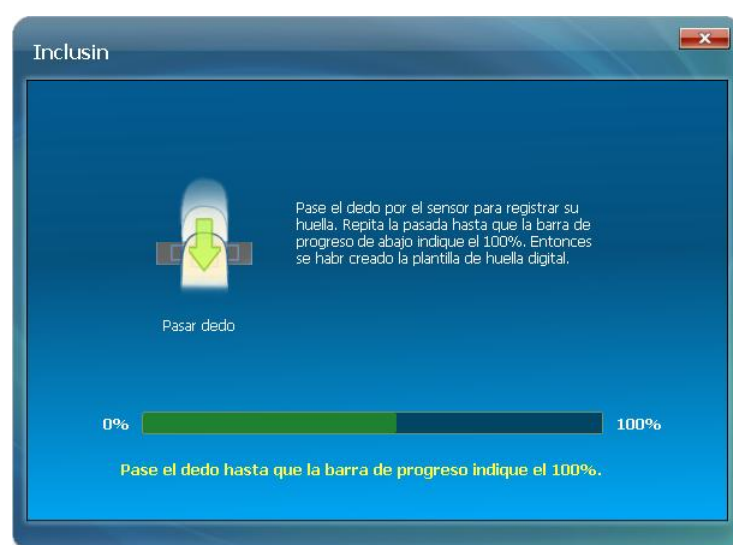 Inclusin
Pase el dedo por el sensor para registrar su
huella. Repita la pasada hasta que la barra de
progreso de abajo indique el 100%. Entonces
se habr creado la plantilla de huella digital.
Pasar dedo
0%
100%
Pase el dedo hasta que la barra de progreso indique el 100%.